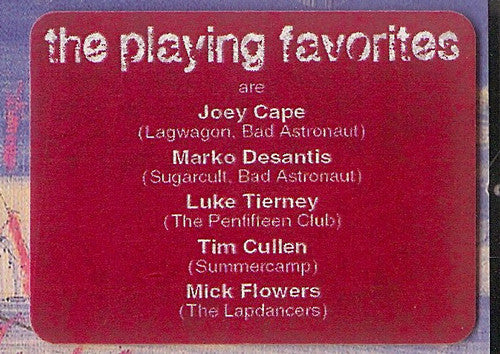 the playing favorites
are
Joey Cape
(Lagwagon, Bad Astronaut)
Marko Desantis
(Sugarcult, Bad Astronaut)
Luke Tierney
(The Penfifteen Club)
Tim Cullen
(Summercamp)
Mick Flowers
(The Lapdancers)